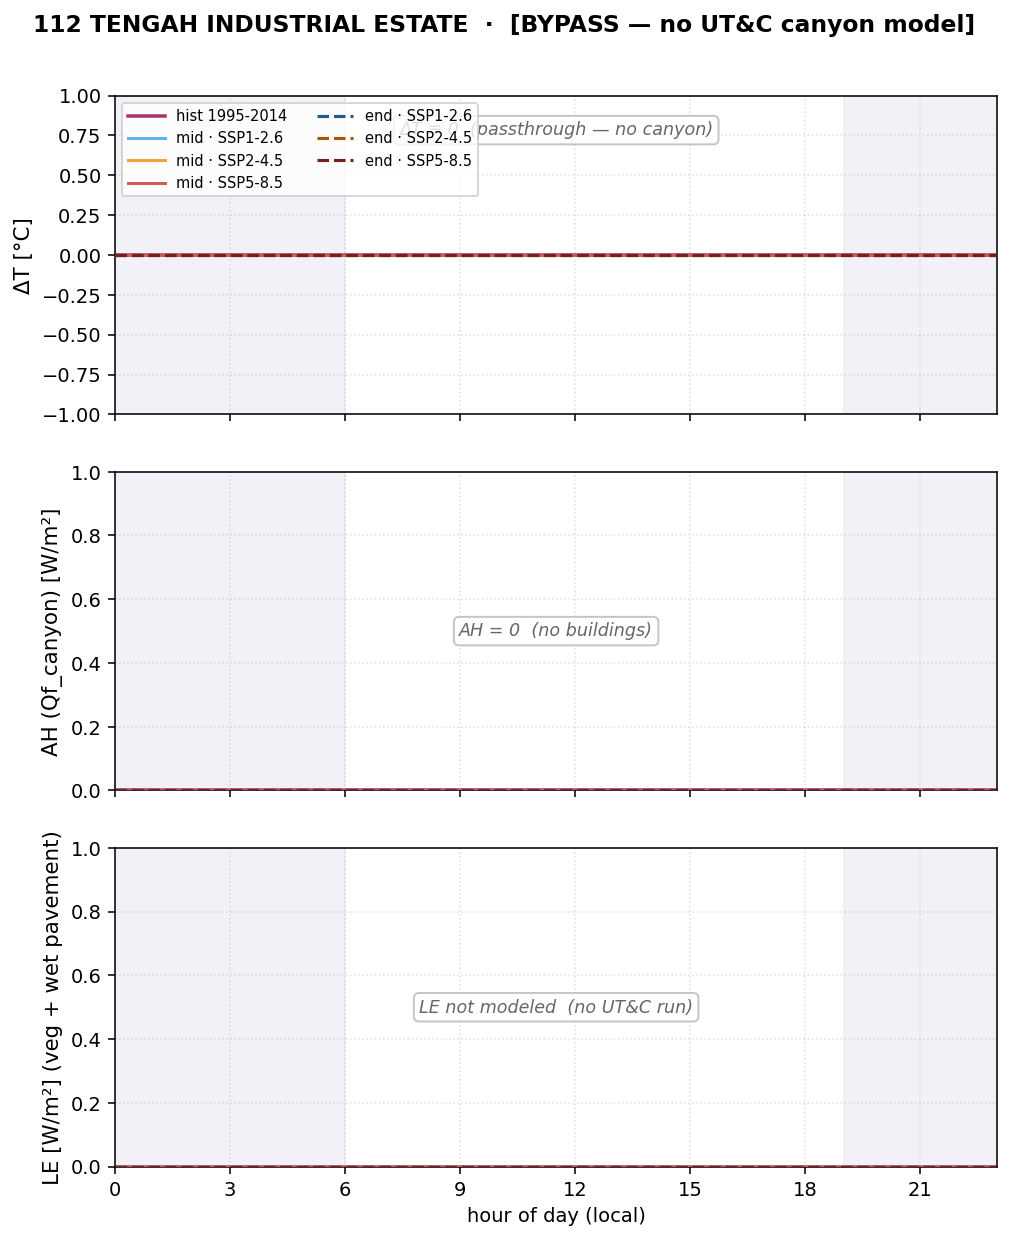 112 TENGAH INDUSTRIAL ESTATE · [BYPASS — no UT&C canyon model]
hist 1995-2014
mid · SSP1-2.6
mid · SSP2-4.5
mid · SSP5-8.5
end · SSP1-2.6
end · SSP2-4.5
end · SSP5-8.5
(passthrough — no canyon)
ΔT [°C]
1.00
0.75
0.50
0.25
0.00
−0.25
−0.50
−0.75
−1.00
AH (Qf_canyon) [W/m²]
1.0
0.8
0.6
0.4
0.2
0.0
AH = 0 (no buildings)
LE [W/m²] (veg + wet pavement)
1.0
0.8
0.6
0.4
0.2
0.0
LE not modeled (no UT&C run)
0 3 6 9 12 15 18 21
hour of day (local)